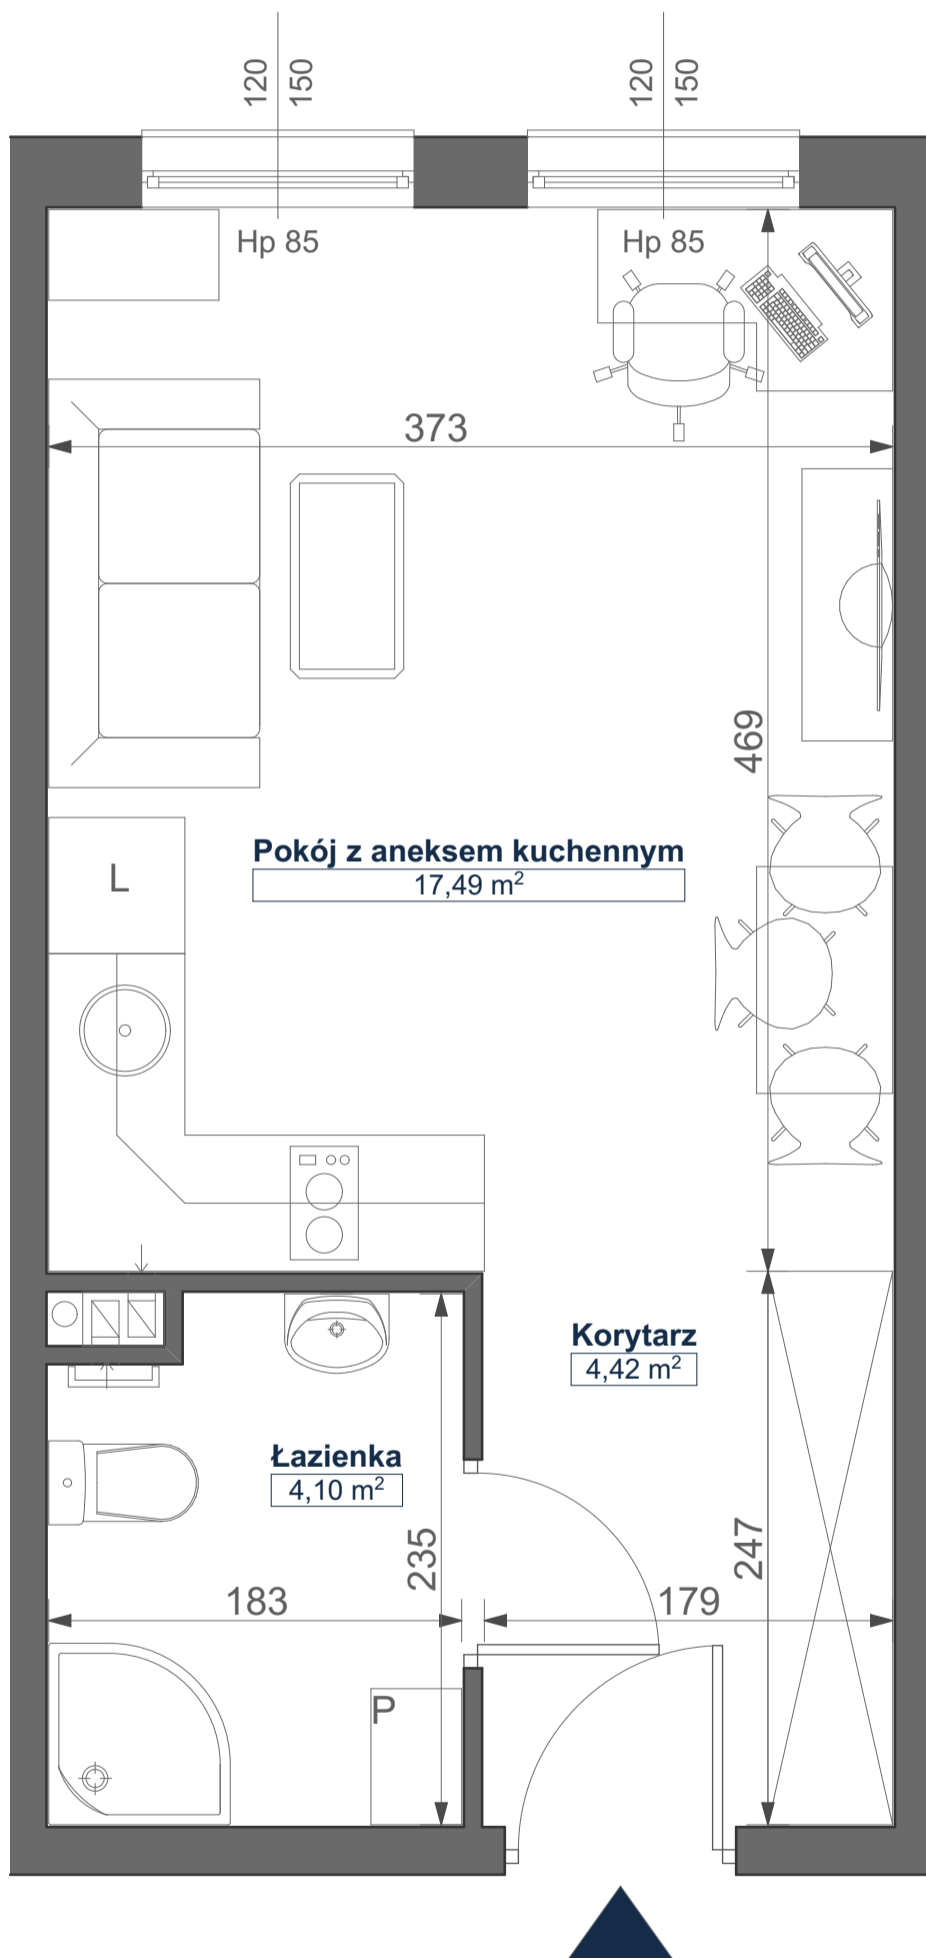 120
150
120
150
Hp 85
Hp 85
373
469
Pokój z aneksem kuchennym
17,49 m²
L
Korytarz
4,42 m²
Łazienka
4,10 m²
235
247
183
179
P